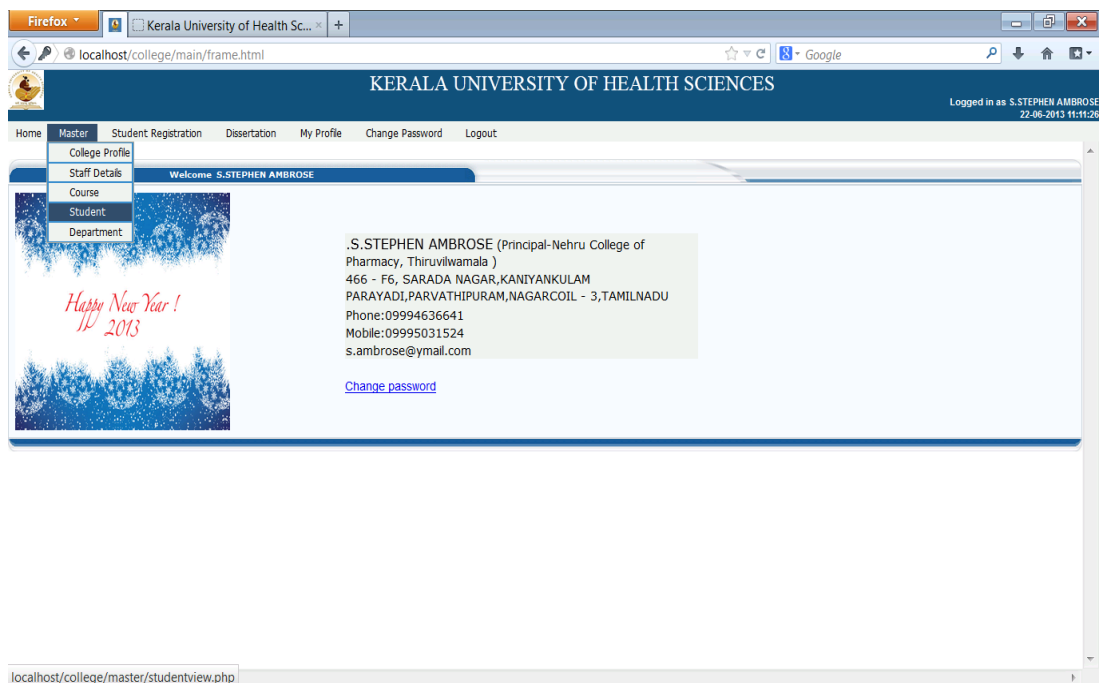 Firefox
Kerala University of Health Sc... × +
localhost/college/main/frame.html
Google
KERALA UNIVERSITY OF HEALTH SCIENCES
Logged in as S.STEPHEN AMBROSE
22-06-2013 11:11:26
Home Master Student Registration Dissertation My Profile Change Password Logout
College Profile
Staff Details
Course
Student
Department
Welcome S.STEPHEN AMBROSE
Happy New Year !
2013
.S.STEPHEN AMBROSE (Principal-Nehru College of
Pharmacy, Thiruvilwamala )
466 - F6, SARADA NAGAR,KANIYANKULAM
PARAYADI,PARVATHIPURAM,NAGARCOIL - 3,TAMILNADU
Phone:09994636641
Mobile:09995031524
s.ambrose@ymail.com
Change password
localhost/college/master/studentview.php